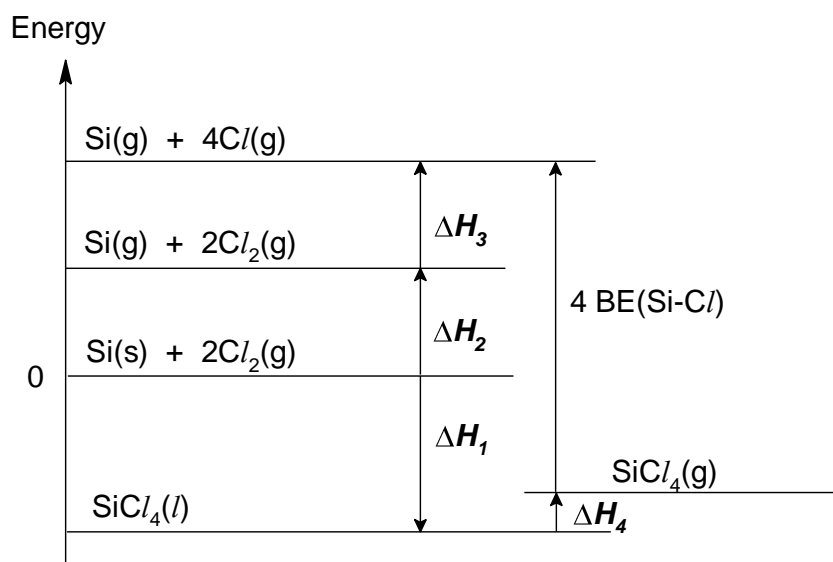 Energy
Si(g) + 4Cl(g)
ΔH₃
Si(g) + 2Cl₂(g)
4 BE(Si-Cl)
ΔH₂
Si(s) + 2Cl₂(g)
0
ΔH₁
SiCl₄(g)
SiCl₄(l)
ΔH₄